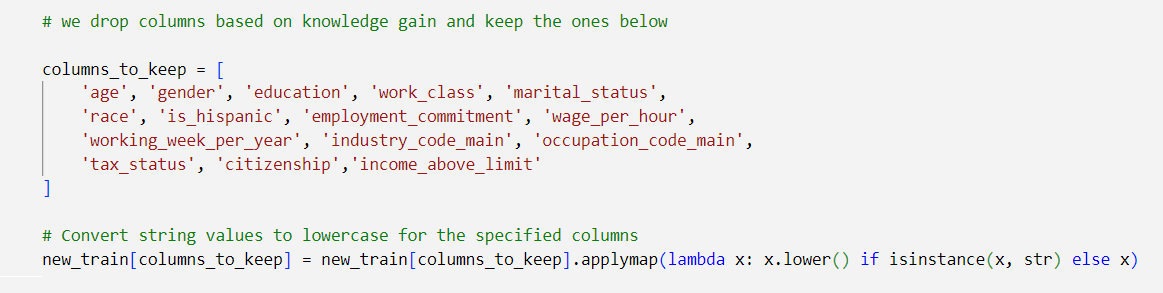 # we drop columns based on knowledge gain and keep the ones below
columns_to_keep = [
'age', 'gender', 'education', 'work_class', 'marital_status',
'race', 'is_hispanic', 'employment_commitment', 'wage_per_hour',
'working_week_per_year', 'industry_code_main', 'occupation_code_main',
'tax_status', 'citizenship','income_above_limit'
]
# Convert string values to lowercase for the specified columns
new_train[columns_to_keep] = new_train[columns_to_keep].applymap(lambda x: x.lower() if isinstance(x, str) else x)